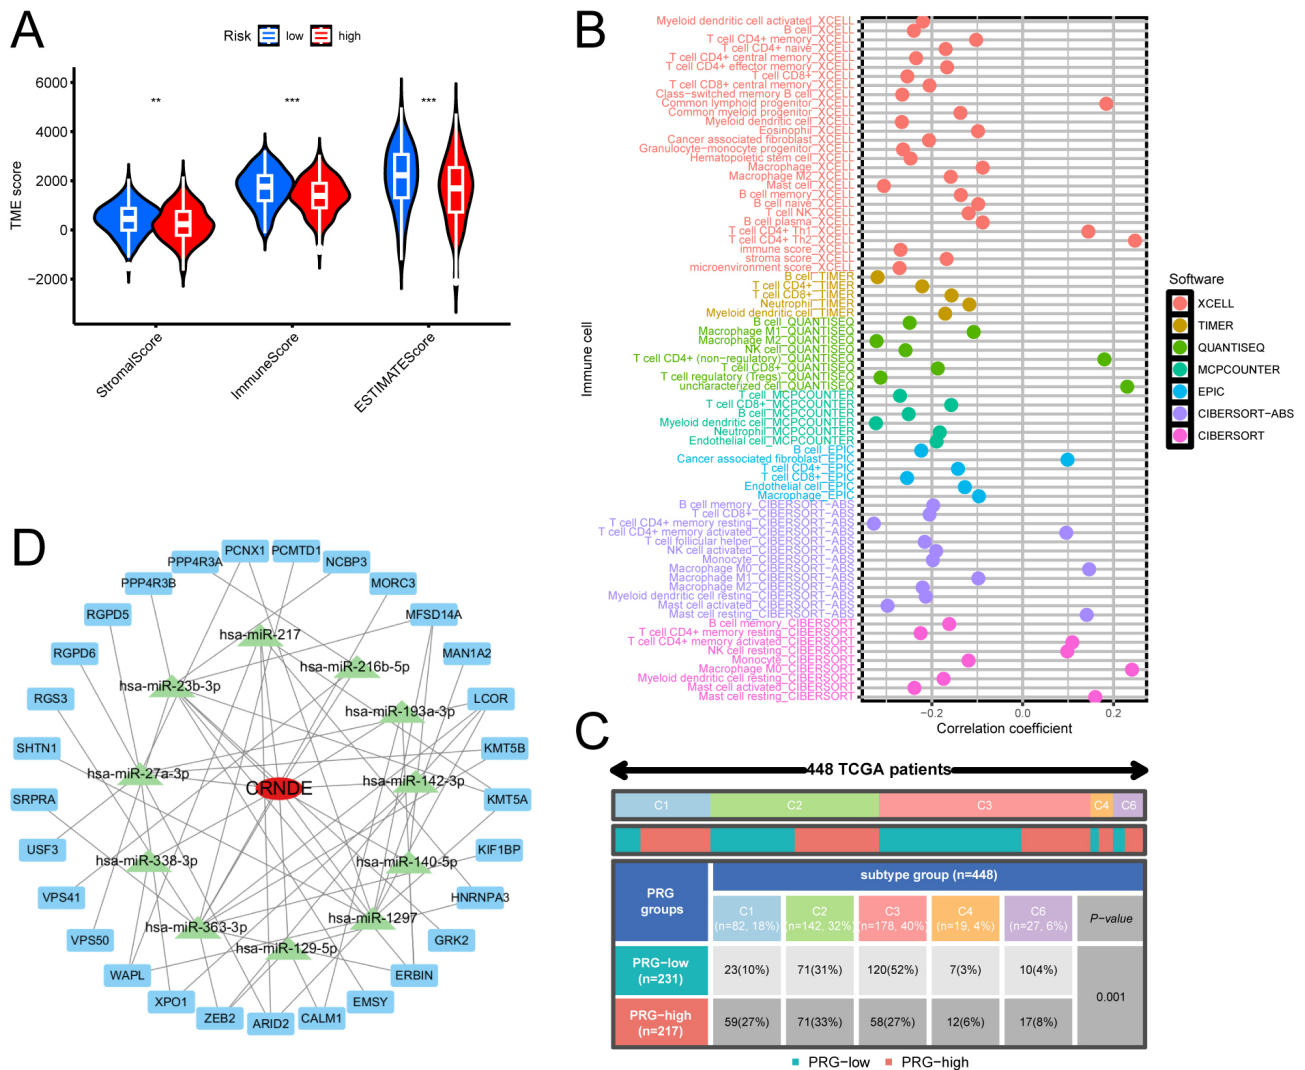 A
Risk low high
6000
4000
2000
0
−2000
TME score
** *** ***
StromalScore
ImmuneScore
ESTIMATEScore
B
Myeloid dendritic cell activated_XCELL
B cell_XCELL
T cell CD4+ memory_XCELL
T cell CD4+ naive_XCELL
T cell CD4+ central memory_XCELL
T cell CD4+ effector memory_XCELL
T cell CD8+_XCELL
T cell CD8+ central memory_XCELL
Class−switched memory B cell_XCELL
Common lymphoid progenitor_XCELL
Common myeloid progenitor_XCELL
Myeloid dendritic cell_XCELL
Eosinophil_XCELL
Cancer associated fibroblast_XCELL
Granulocyte−monocyte progenitor_XCELL
Hematopoietic stem cell_XCELL
Macrophage_XCELL
Macrophage M2_XCELL
Mast cell_XCELL
B cell memory_XCELL
B cell naive_XCELL
T cell NK_XCELL
B cell plasma_XCELL
T cell CD4+ Th1_XCELL
T cell CD4+ Th2_XCELL
immune score_XCELL
stroma score_XCELL
microenvironment score_XCELL
B cell_TIMER
T cell CD4+_TIMER
T cell CD8+_TIMER
Neutrophil_TIMER
Myeloid dendritic cell_TIMER
B cell_QUANTISEQ
Macrophage M1_QUANTISEQ
Macrophage M2_QUANTISEQ
NK cell_QUANTISEQ
T cell CD4+ (non−regulatory)_QUANTISEQ
T cell CD8+_QUANTISEQ
T cell regulatory (Tregs)_QUANTISEQ
uncharacterized cell_QUANTISEQ
T cell_MCPCOUNTER
T cell CD8+_MCPCOUNTER
B cell_MCPCOUNTER
Myeloid dendritic cell_MCPCOUNTER
Neutrophil_MCPCOUNTER
Endothelial cell_MCPCOUNTER
B cell_EPIC
Cancer associated fibroblast_EPIC
T cell CD4+_EPIC
T cell CD8+_EPIC
Endothelial cell_EPIC
Macrophage_EPIC
B cell memory_CIBERSORT−ABS
T cell CD8+_CIBERSORT−ABS
T cell CD4+ memory resting_CIBERSORT−ABS
T cell CD4+ memory activated_CIBERSORT−ABS
T cell follicular helper_CIBERSORT−ABS
NK cell activated_CIBERSORT−ABS
Monocyte_CIBERSORT−ABS
Macrophage M0_CIBERSORT−ABS
Macrophage M1_CIBERSORT−ABS
Macrophage M2_CIBERSORT−ABS
Myeloid dendritic cell resting_CIBERSORT−ABS
Mast cell activated_CIBERSORT−ABS
Mast cell resting_CIBERSORT−ABS
B cell memory_CIBERSORT
T cell CD4+ memory resting_CIBERSORT
T cell CD4+ memory activated_CIBERSORT
NK cell resting_CIBERSORT
Monocyte_CIBERSORT
Macrophage M0_CIBERSORT
Myeloid dendritic cell resting_CIBERSORT
Mast cell activated_CIBERSORT
Mast cell resting_CIBERSORT
Immune cell
−0.2 0.0 0.2
Correlation coefficient
Software
XCELL
TIMER
QUANTISEQ
MCPCOUNTER
EPIC
CIBERSORT−ABS
CIBERSORT
C
448 TCGA patients
C1 C2 C3 C4 C6
PRG groups
subtype group (n=448)
C1 (n=82, 18%)
C2 (n=142, 32%)
C3 (n=178, 40%)
C4 (n=19, 4%)
C6 (n=27, 6%)
P−value
PRG−low (n=231)
23(10%) 71(31%) 120(52%) 7(3%) 10(4%)
0.001
PRG−high (n=217)
59(27%) 71(33%) 58(27%) 12(6%) 17(8%)
PRG−low PRG−high
D
PCNX1
PCMTD1
PPP4R3A
NCBP3
PPP4R3B
MORC3
RGPD5
MFSD14A
hsa-miR-217
RGPD6
MAN1A2
hsa-miR-216b-5p
hsa-miR-23b-3p
RGS3
LCOR
hsa-miR-193a-3p
SHTN1
KMT5B
hsa-miR-27a-3p
hsa-miR-142-3p
CRNDE
SRPRA
KMT5A
USF3
KIF1BP
hsa-miR-338-3p
hsa-miR-140-5p
VPS41
HNRNPA3
hsa-miR-363-3p
hsa-miR-1297
VPS50
GRK2
hsa-miR-129-5p
WAPL
ERBIN
XPO1
EMSY
ZEB2
ARID2
CALM1